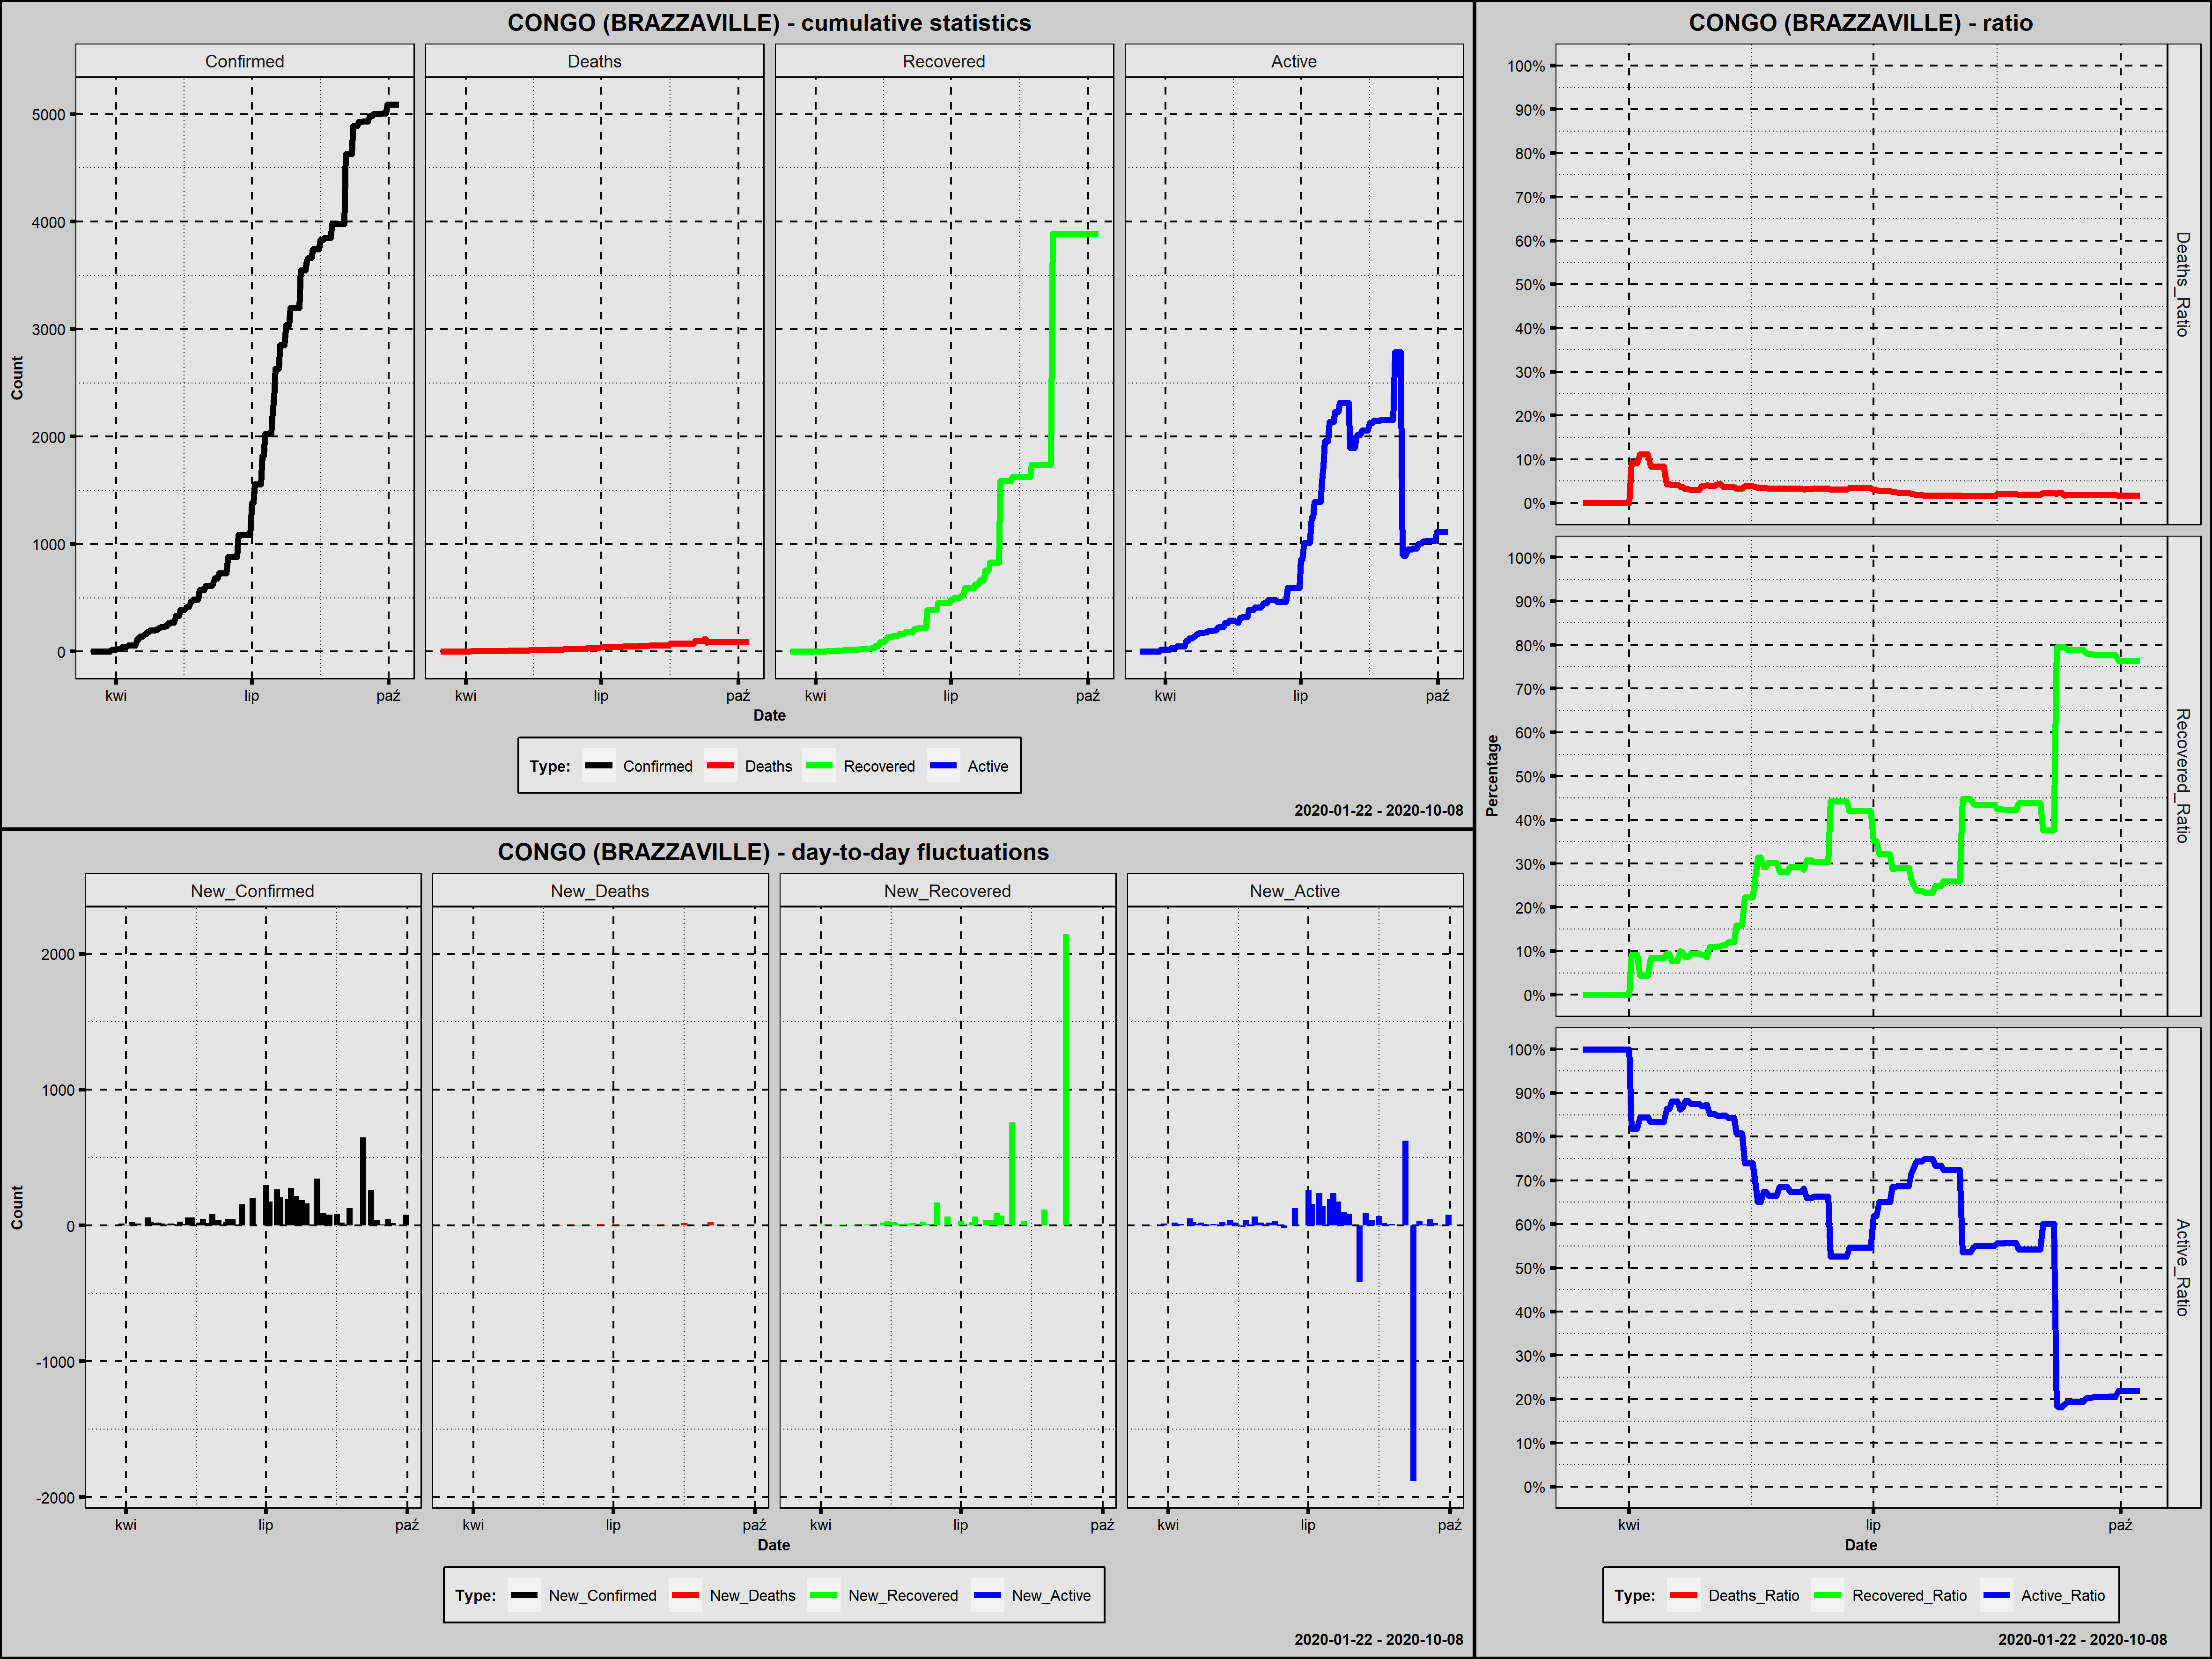 CONGO (BRAZZAVILLE) - cumulative statistics
Confirmed Deaths Recovered Active
Count
5000
4000
3000
2000
1000
0
kwi lip paź kwi lip paź kwi lip paź kwi lip paź
Date
Type: Confirmed Deaths Recovered Active
2020-01-22 - 2020-10-08
CONGO (BRAZZAVILLE) - day-to-day fluctuations
New_Confirmed New_Deaths New_Recovered New_Active
Count
2000
1000
0
-1000
-2000
kwi lip paź kwi lip paź kwi lip paź kwi lip paź
Date
Type: New_Confirmed New_Deaths New_Recovered New_Active
2020-01-22 - 2020-10-08
CONGO (BRAZZAVILLE) - ratio
Percentage
100%
90%
80%
70%
60%
50%
40%
30%
20%
10%
0%
Deaths_Ratio
100%
90%
80%
70%
60%
50%
40%
30%
20%
10%
0%
Recovered_Ratio
100%
90%
80%
70%
60%
50%
40%
30%
20%
10%
0%
Active_Ratio
kwi lip paź
Date
Type: Deaths_Ratio Recovered_Ratio Active_Ratio
2020-01-22 - 2020-10-08